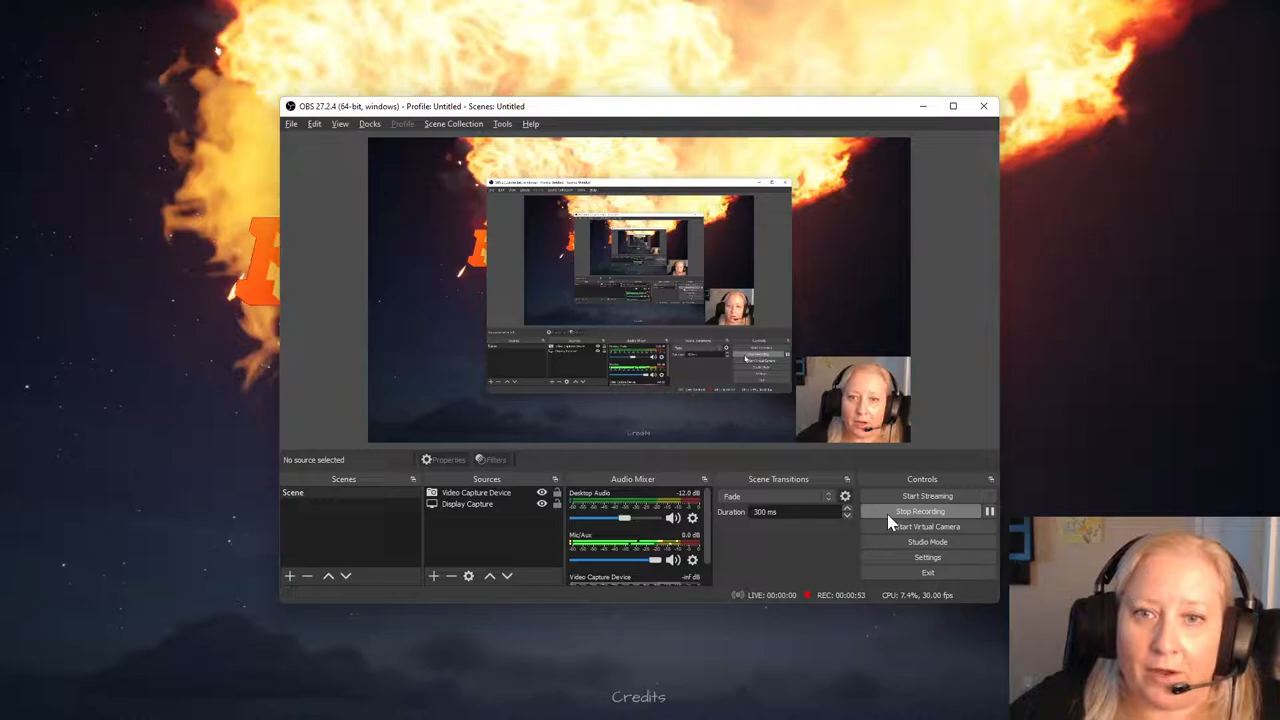 OBS 27.2.4 (64-bit, windows) - Profile: Untitled - Scenes: Untitled
File Edit View Docks Profile Scene Collection Tools Help
No source selected
Properties
Filters
Scenes
Scene
Sources
Video Capture Device
Display Capture
Audio Mixer
Desktop Audio -12.0 dB
Mic/Aux 0.0 dB
Video Capture Device -inf dB
Scene Transitions
Fade
Duration 300 ms
Controls
Start Streaming
Stop Recording
Start Virtual Camera
Studio Mode
Settings
Exit
LIVE: 00:00:00 REC: 00:00:53 CPU: 7.4%, 30.00 fps
Credits